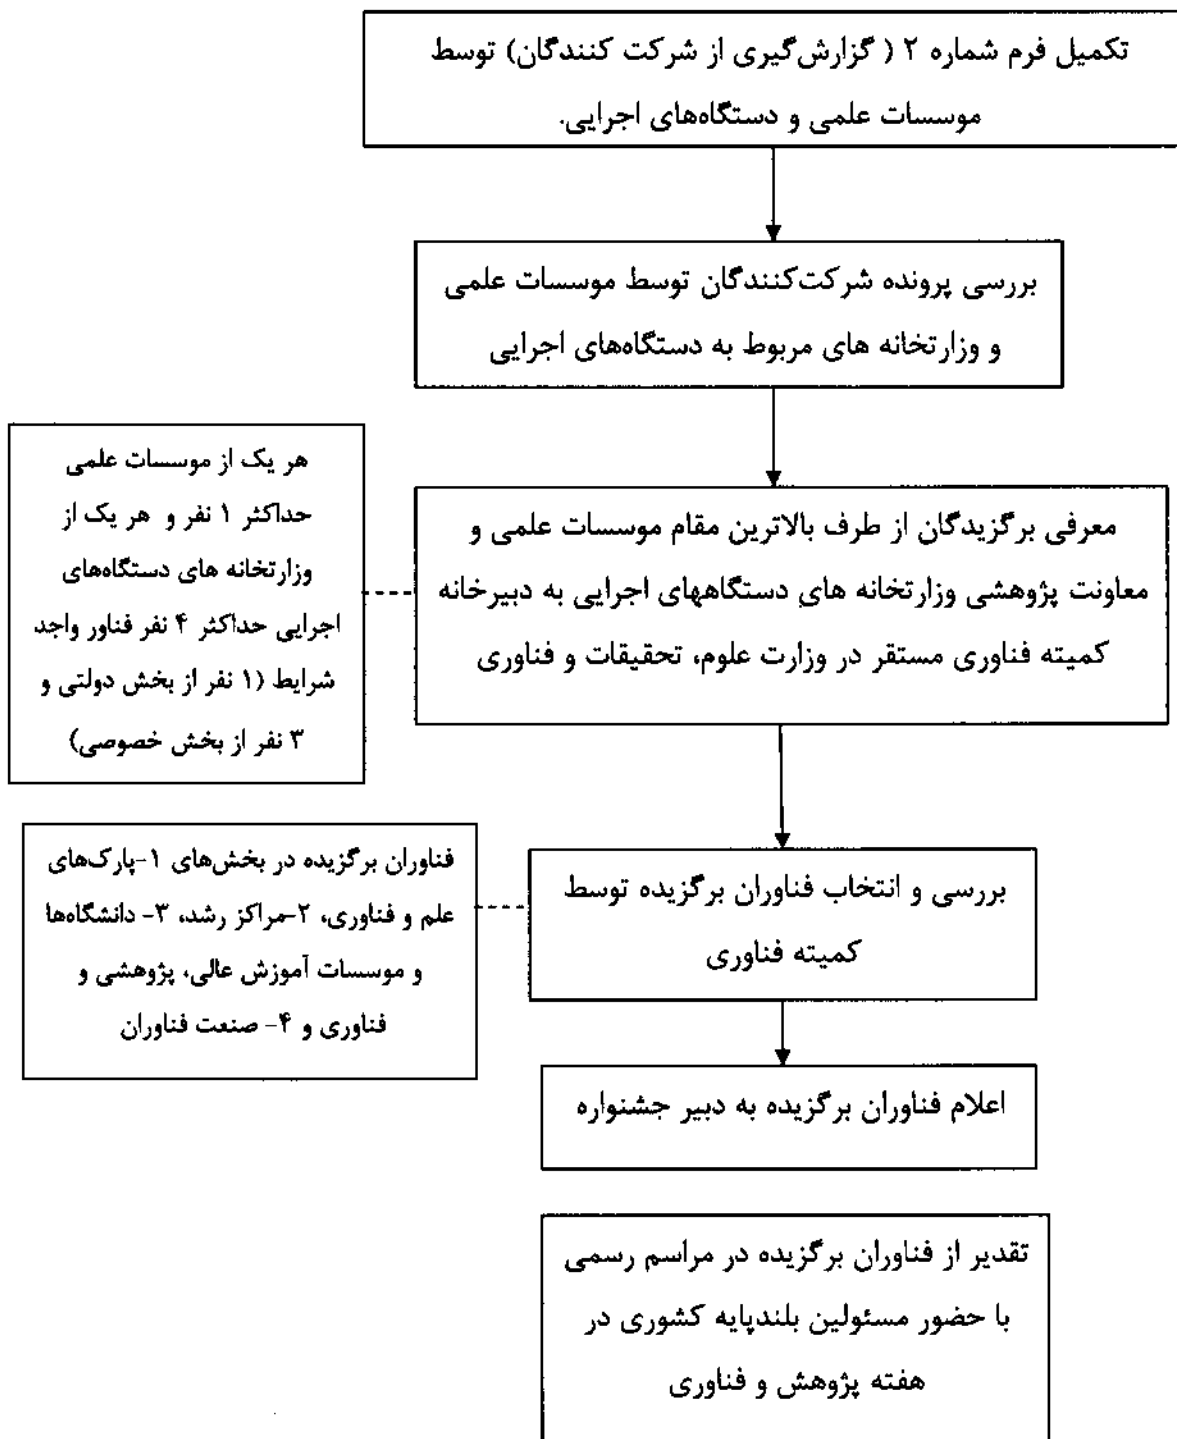 تکمیل فرم شماره ۲ ( گزارش‌گیری از شرکت کنندگان) توسط
موسسات علمی و دستگاه‌های اجرایی.
بررسی پرونده شرکت‌کنندگان توسط موسسات علمی
و وزارتخانه های مربوط به دستگاه‌های اجرایی
معرفی برگزیدگان از طرف بالاترین مقام موسسات علمی و
معاونت پژوهشی وزارتخانه های دستگاههای اجرایی به دبیرخانه
کمیته فناوری مستقر در وزارت علوم، تحقیقات و فناوری
هر یک از موسسات علمی
حداکثر ۱ نفر و هر یک از
وزارتخانه های دستگاه‌های
اجرایی حداکثر ۴ نفر فناور واجد
شرایط (۱ نفر از بخش دولتی و
۳ نفر از بخش خصوصی)
بررسی و انتخاب فناوران برگزیده توسط
کمیته فناوری
فناوران برگزیده در بخش‌های ۱-پارک‌های
علم و فناوری، ۲-مراکز رشد، ۳- دانشگاه‌ها
و موسسات آموزش عالی، پژوهشی و
فناوری و ۴- صنعت فناوران
اعلام فناوران برگزیده به دبیر جشنواره
تقدیر از فناوران برگزیده در مراسم رسمی
با حضور مسئولین بلندپایه کشوری در
هفته پژوهش و فناوری